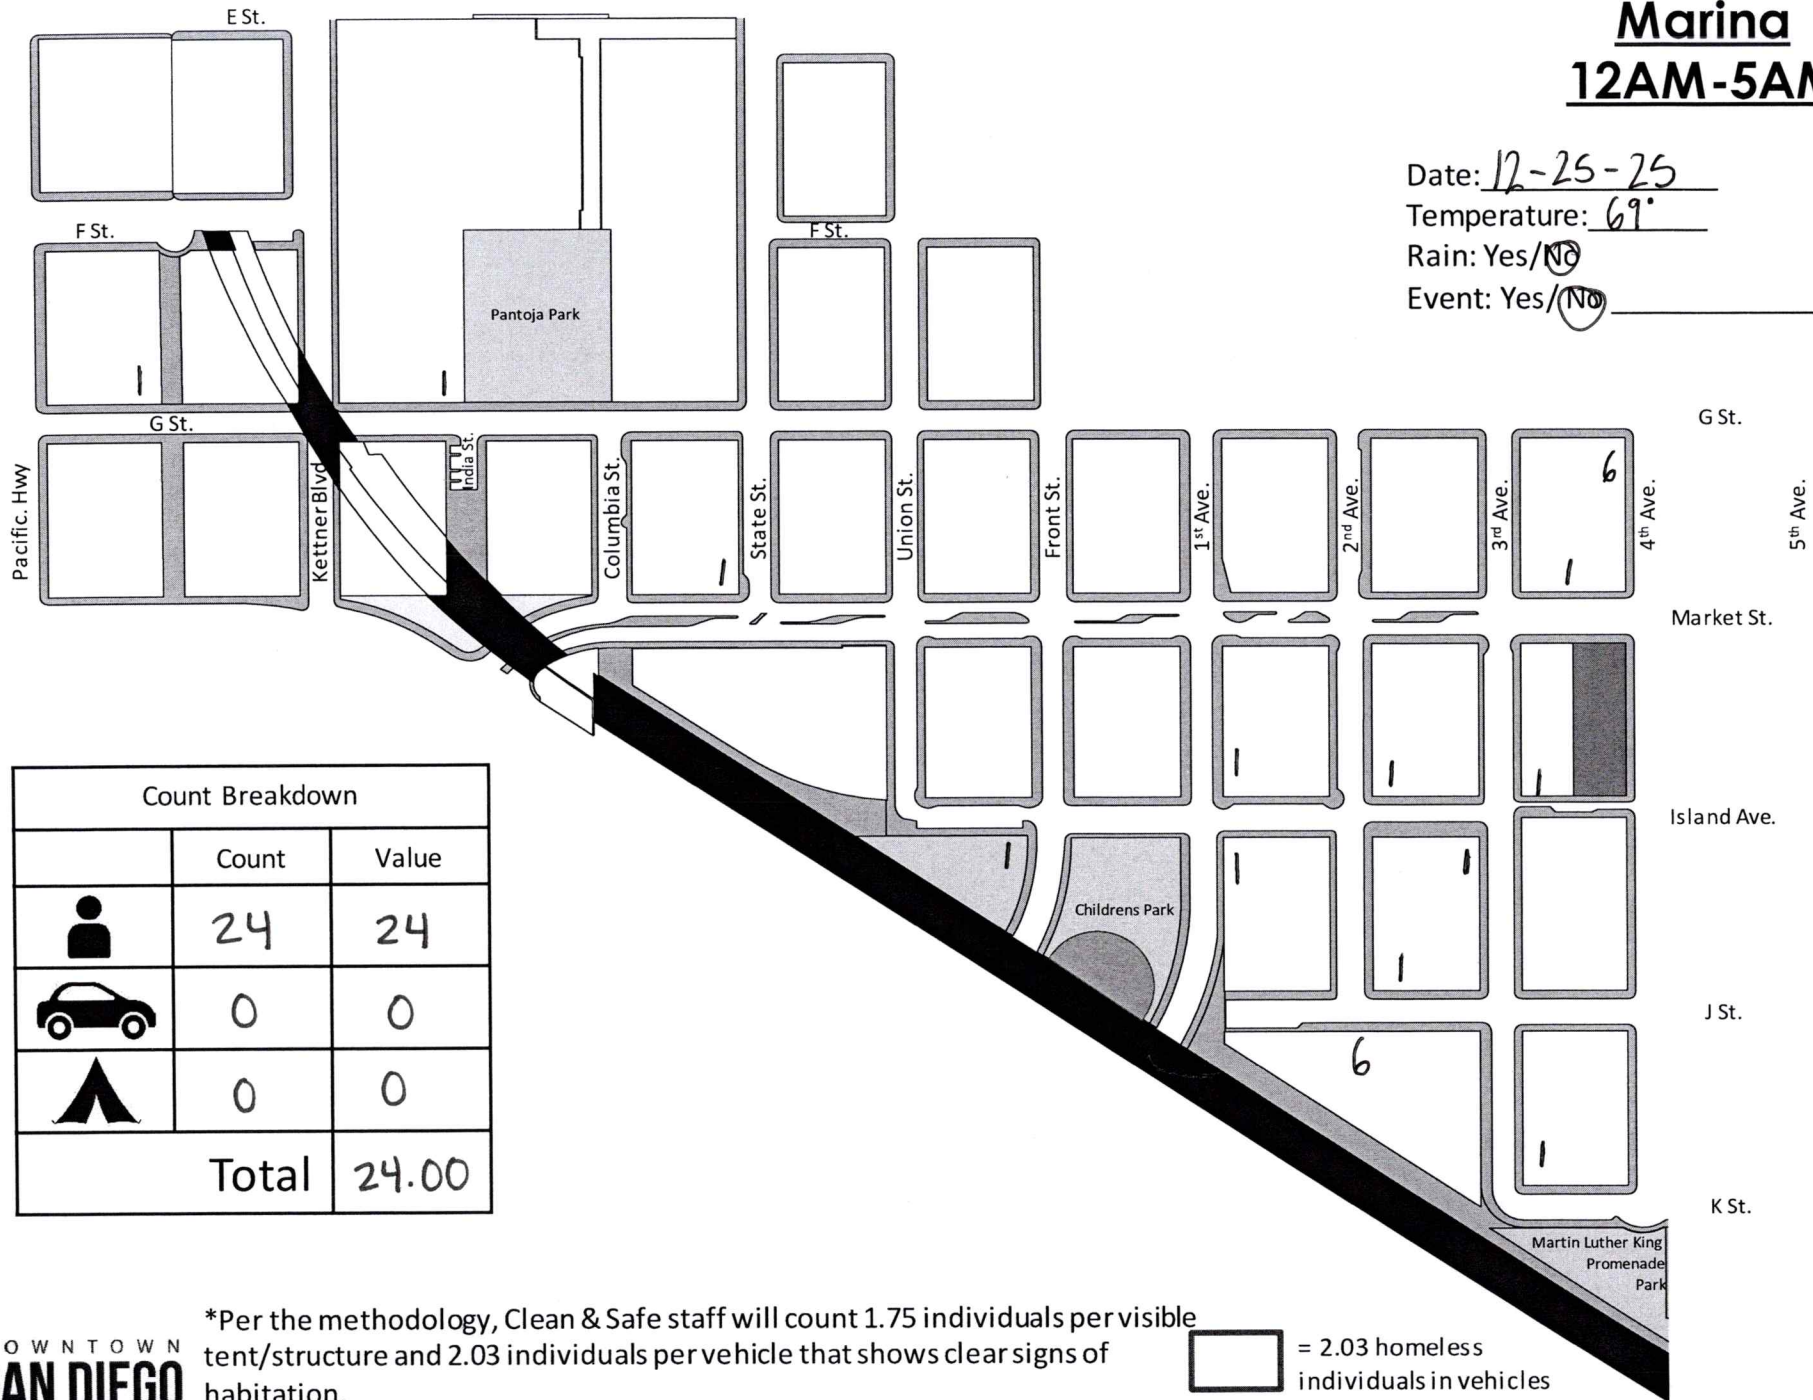 Marina
12AM-5AM
Date: 12-25-25
Temperature: 69°
Rain: Yes/No
Event: Yes/No
E St.
F St.
F St.
Pantoja Park
1
1
G St.
G St.
Pacific. Hwy
Kettner Blvd
India St.
Columbia St.
State St.
Union St.
Front St.
1st Ave.
2nd Ave.
3rd Ave.
4th Ave.
5th Ave.
6
1
1
Market St.
1
1
1
Island Ave.
1
1
1
Childrens Park
1
J St.
6
1
K St.
Martin Luther King
Promenade
Park
Count Breakdown
Count Value
24 24
0 0
0 0
Total 24.00
*Per the methodology, Clean & Safe staff will count 1.75 individuals per visible
tent/structure and 2.03 individuals per vehicle that shows clear signs of
habitation.
= 2.03 homeless
individuals in vehicles
OWNTOWN
AN DIEGO